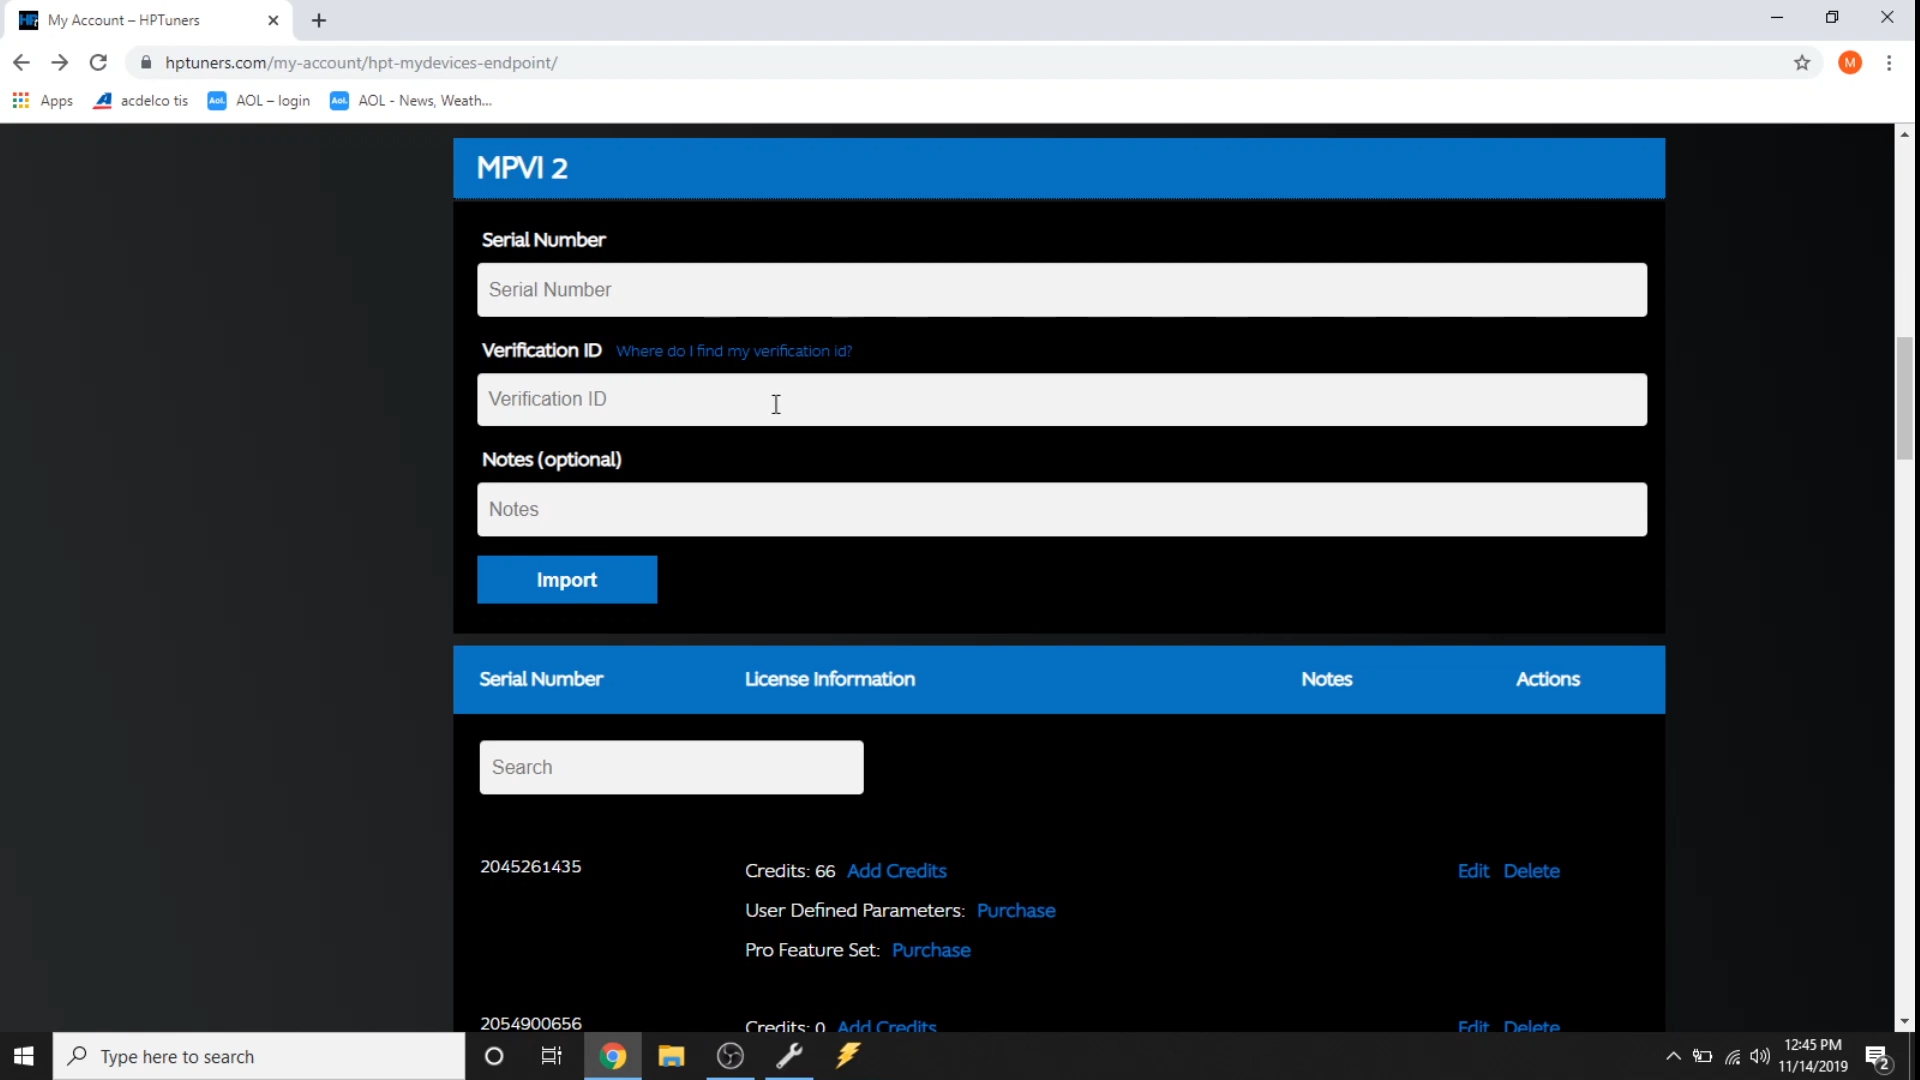 My Account – HPTuners
hptuners.com/my-account/hpt-mydevices-endpoint/
M
Apps
acdelco tis
Aol.
AOL – login
Aol.
AOL - News, Weath...
MPVI 2
Serial Number
Serial Number
Verification ID Where do I find my verification id?
Verification ID
Notes (optional)
Notes
Import
Serial Number License Information Notes Actions
Search
2045261435 Credits: 66 Add Credits Edit Delete
User Defined Parameters: Purchase
Pro Feature Set: Purchase
2054900656 Credits: 0 Add Credits Edit Delete
Type here to search
12:45 PM
11/14/2019
2